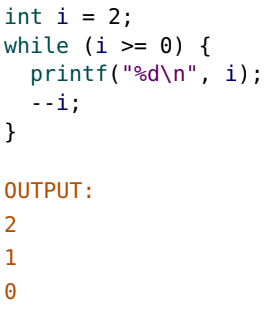 int i = 2;
while (i >= 0) {
  printf("%d\n", i);
  --i;
}

OUTPUT:
2
1
0